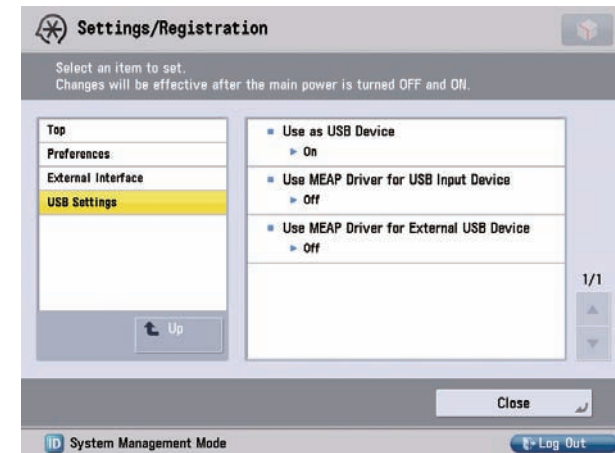 Settings/Registration
Select an item to set.
Changes will be effective after the main power is turned OFF and ON.
Top
Preferences
External Interface
USB Settings
Up
Use as USB Device
On
Use MEAP Driver for USB Input Device
Off
Use MEAP Driver for External USB Device
Off
1/1
Close
ID System Management Mode
Log Out